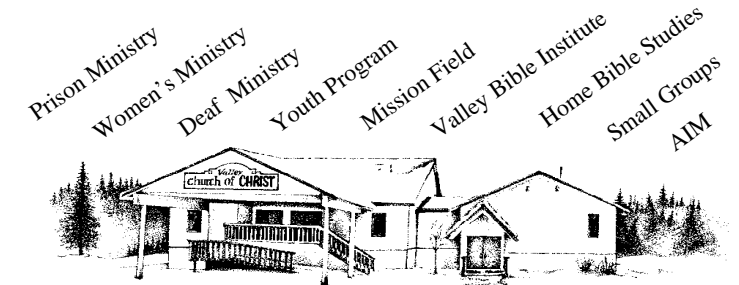 Prison Ministry
Women's Ministry
Deaf Ministry
Youth Program
Mission Field
Valley Bible Institute
Home Bible Studies
Small Groups
AIM
Valley
church of CHRIST